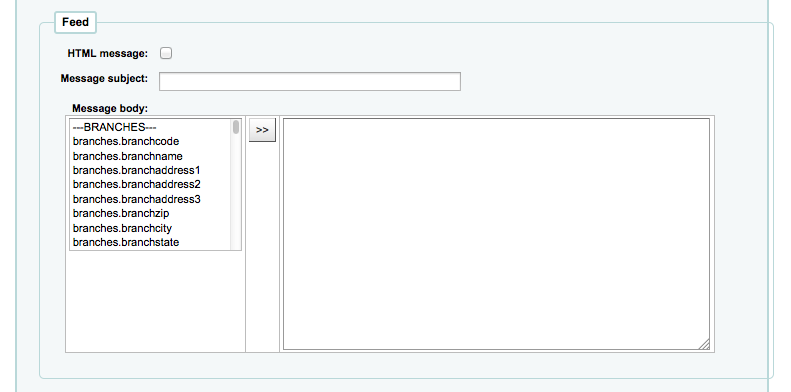 Feed
HTML message:
Message subject:
Message body:
---BRANCHES---
branches.branchcode
branches.branchname
branches.branchaddress1
branches.branchaddress2
branches.branchaddress3
branches.branchzip
branches.branchcity
branches.branchstate
>>